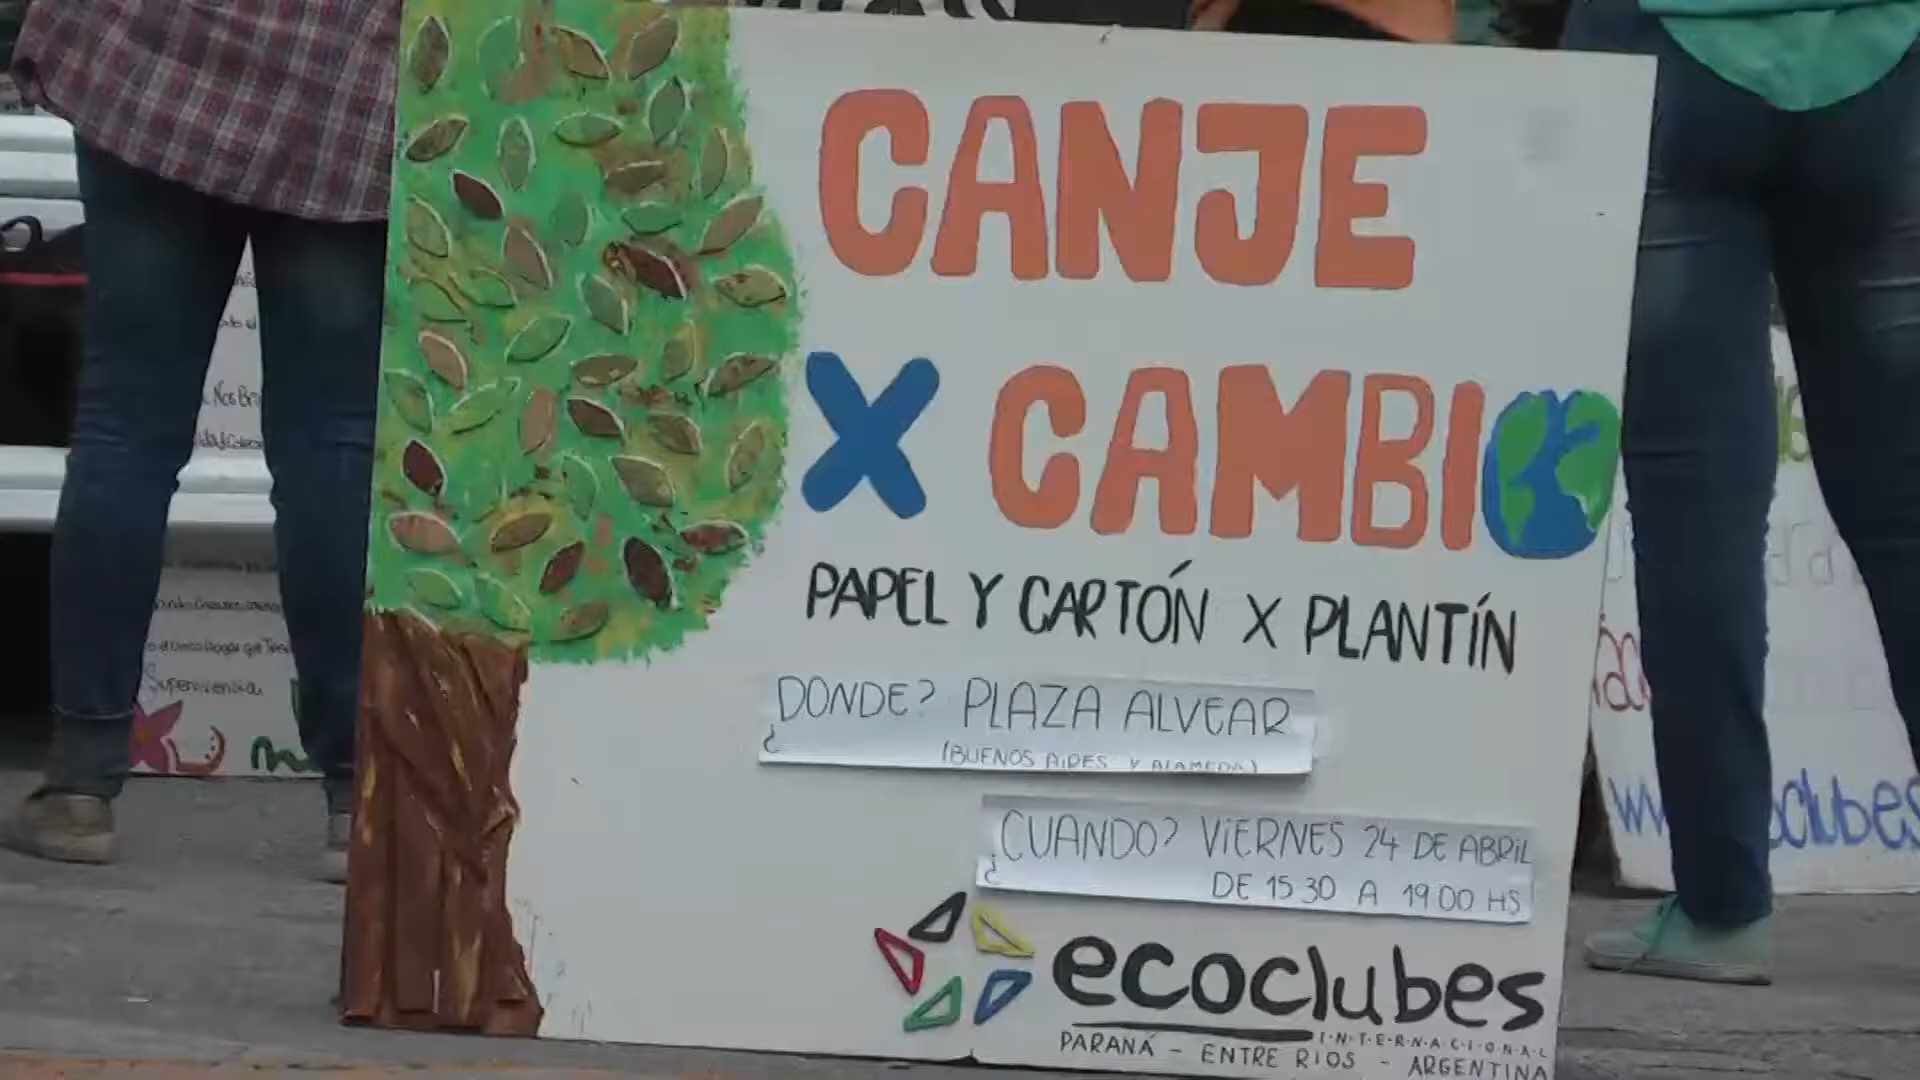 CANJE
X CAMBIO
PAPEL Y CARTÓN X PLANTÍN
¿DONDE? PLAZA ALVEAR
(BUENOS AIRES Y ALAMEDA)
¿CUANDO? VIERNES 24 DE ABRIL
DE 15 30 A 19 00 HS
ecoclubes
I·N·T·E·R·N·A·C·I·O·N·A·L
PARANÁ - ENTRE RIOS - ARGENTINA
Supervivencia